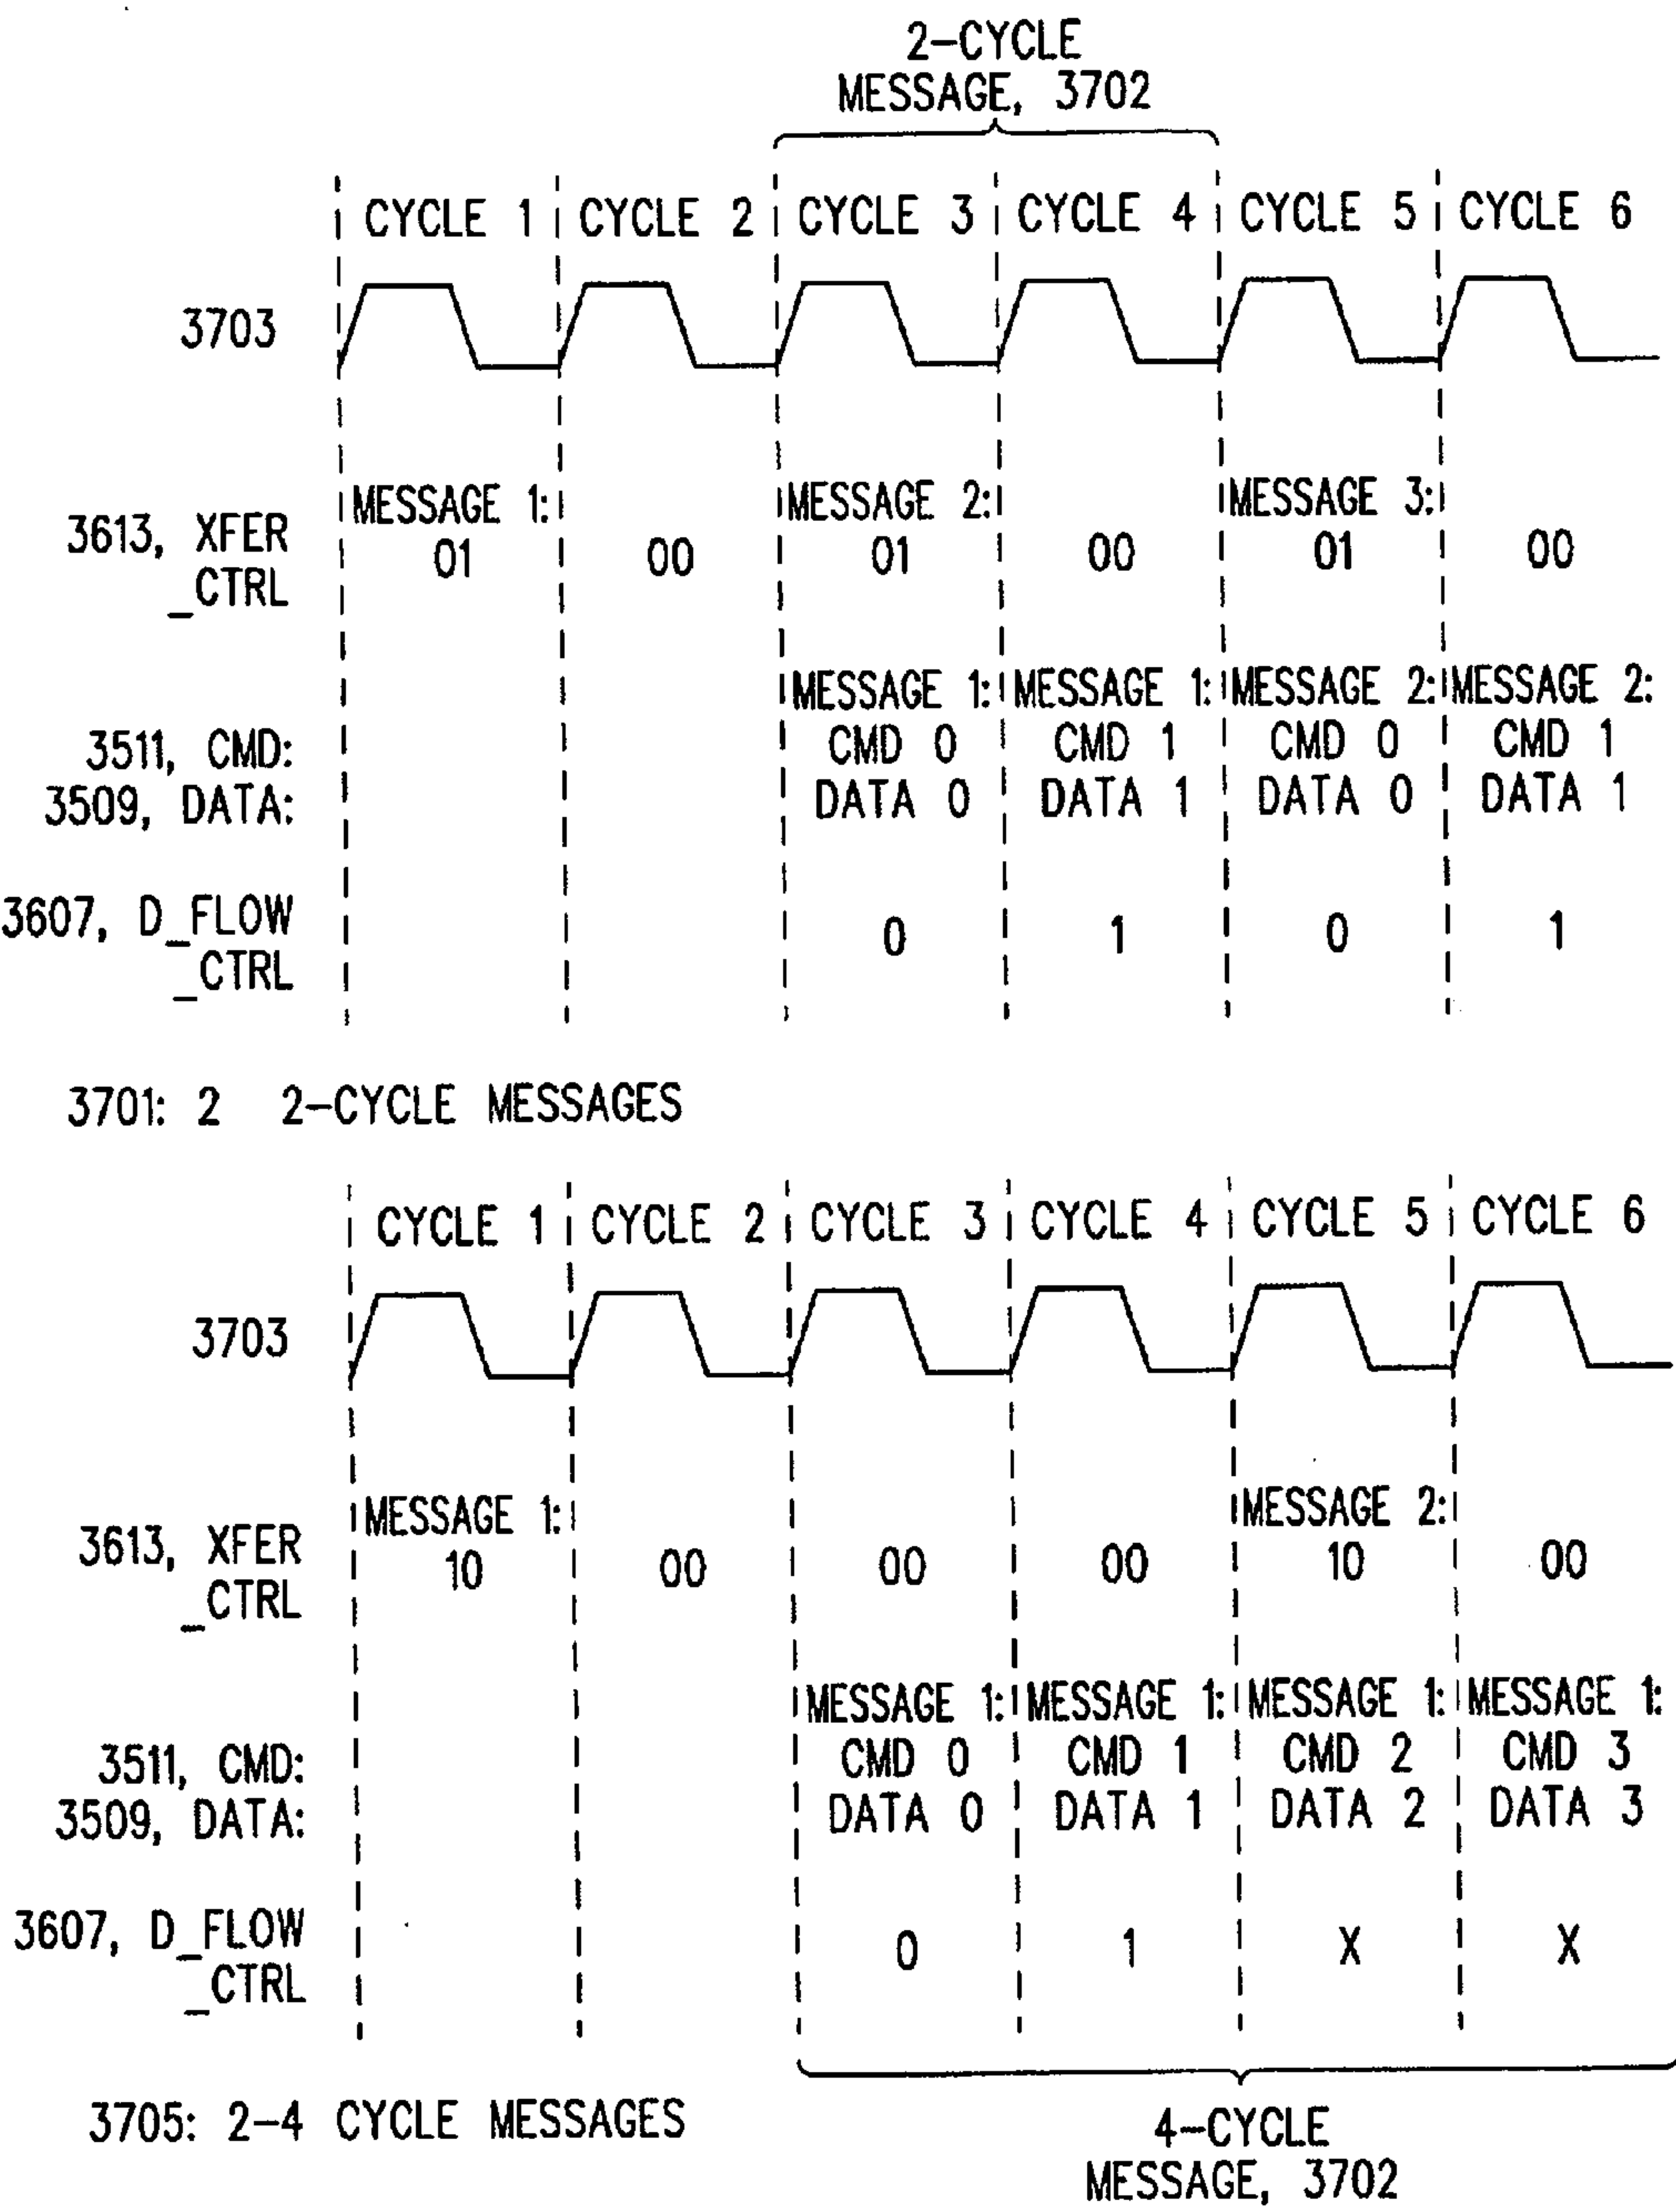 2-CYCLE
MESSAGE, 3702
CYCLE 1 CYCLE 2 CYCLE 3 CYCLE 4 CYCLE 5 CYCLE 6
3703
MESSAGE 1: MESSAGE 2: MESSAGE 3:
3613, XFER 01 00 01 00 01 00
_CTRL
MESSAGE 1: MESSAGE 1: MESSAGE 2: MESSAGE 2:
3511, CMD: CMD 0 CMD 1 CMD 0 CMD 1
3509, DATA: DATA 0 DATA 1 DATA 0 DATA 1
3607, D_FLOW 0 1 0 1
_CTRL
3701: 2 2-CYCLE MESSAGES
CYCLE 1 CYCLE 2 CYCLE 3 CYCLE 4 CYCLE 5 CYCLE 6
3703
MESSAGE 1: MESSAGE 2:
3613, XFER 10 00 00 00 10 00
_CTRL
MESSAGE 1: MESSAGE 1: MESSAGE 1: MESSAGE 1:
3511, CMD: CMD 0 CMD 1 CMD 2 CMD 3
3509, DATA: DATA 0 DATA 1 DATA 2 DATA 3
3607, D_FLOW 0 1 X X
_CTRL
3705: 2-4 CYCLE MESSAGES
4-CYCLE
MESSAGE, 3702